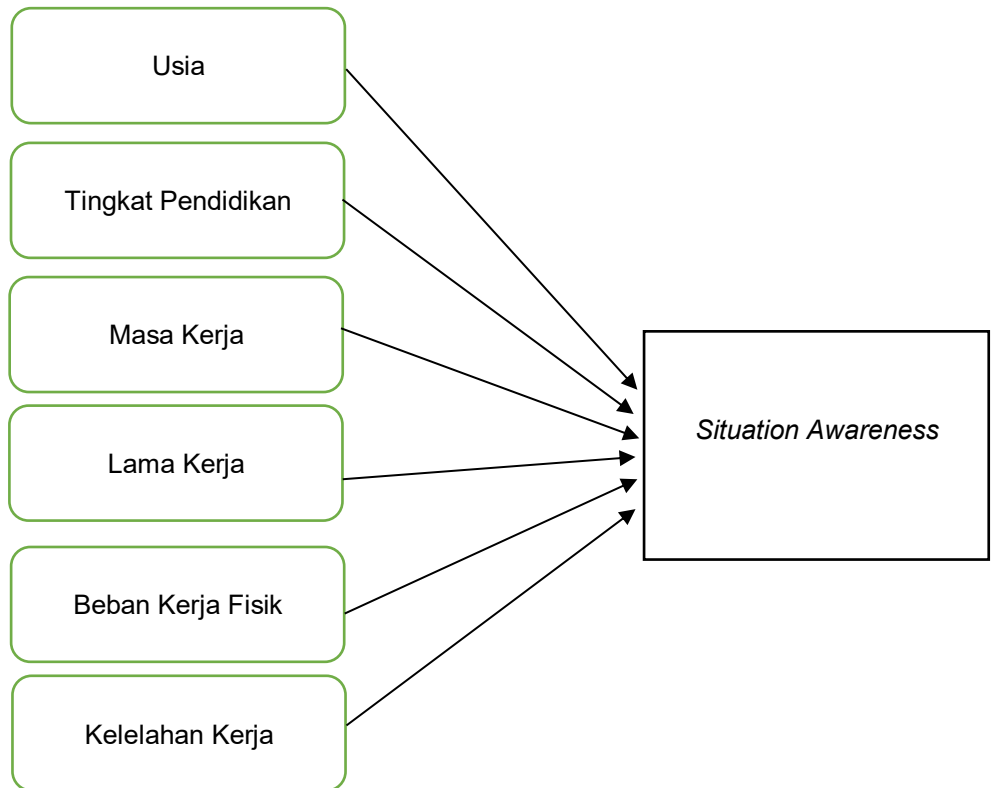 Usia
Tingkat Pendidikan
Masa Kerja
Lama Kerja
Beban Kerja Fisik
Kelelahan Kerja
Situation Awareness